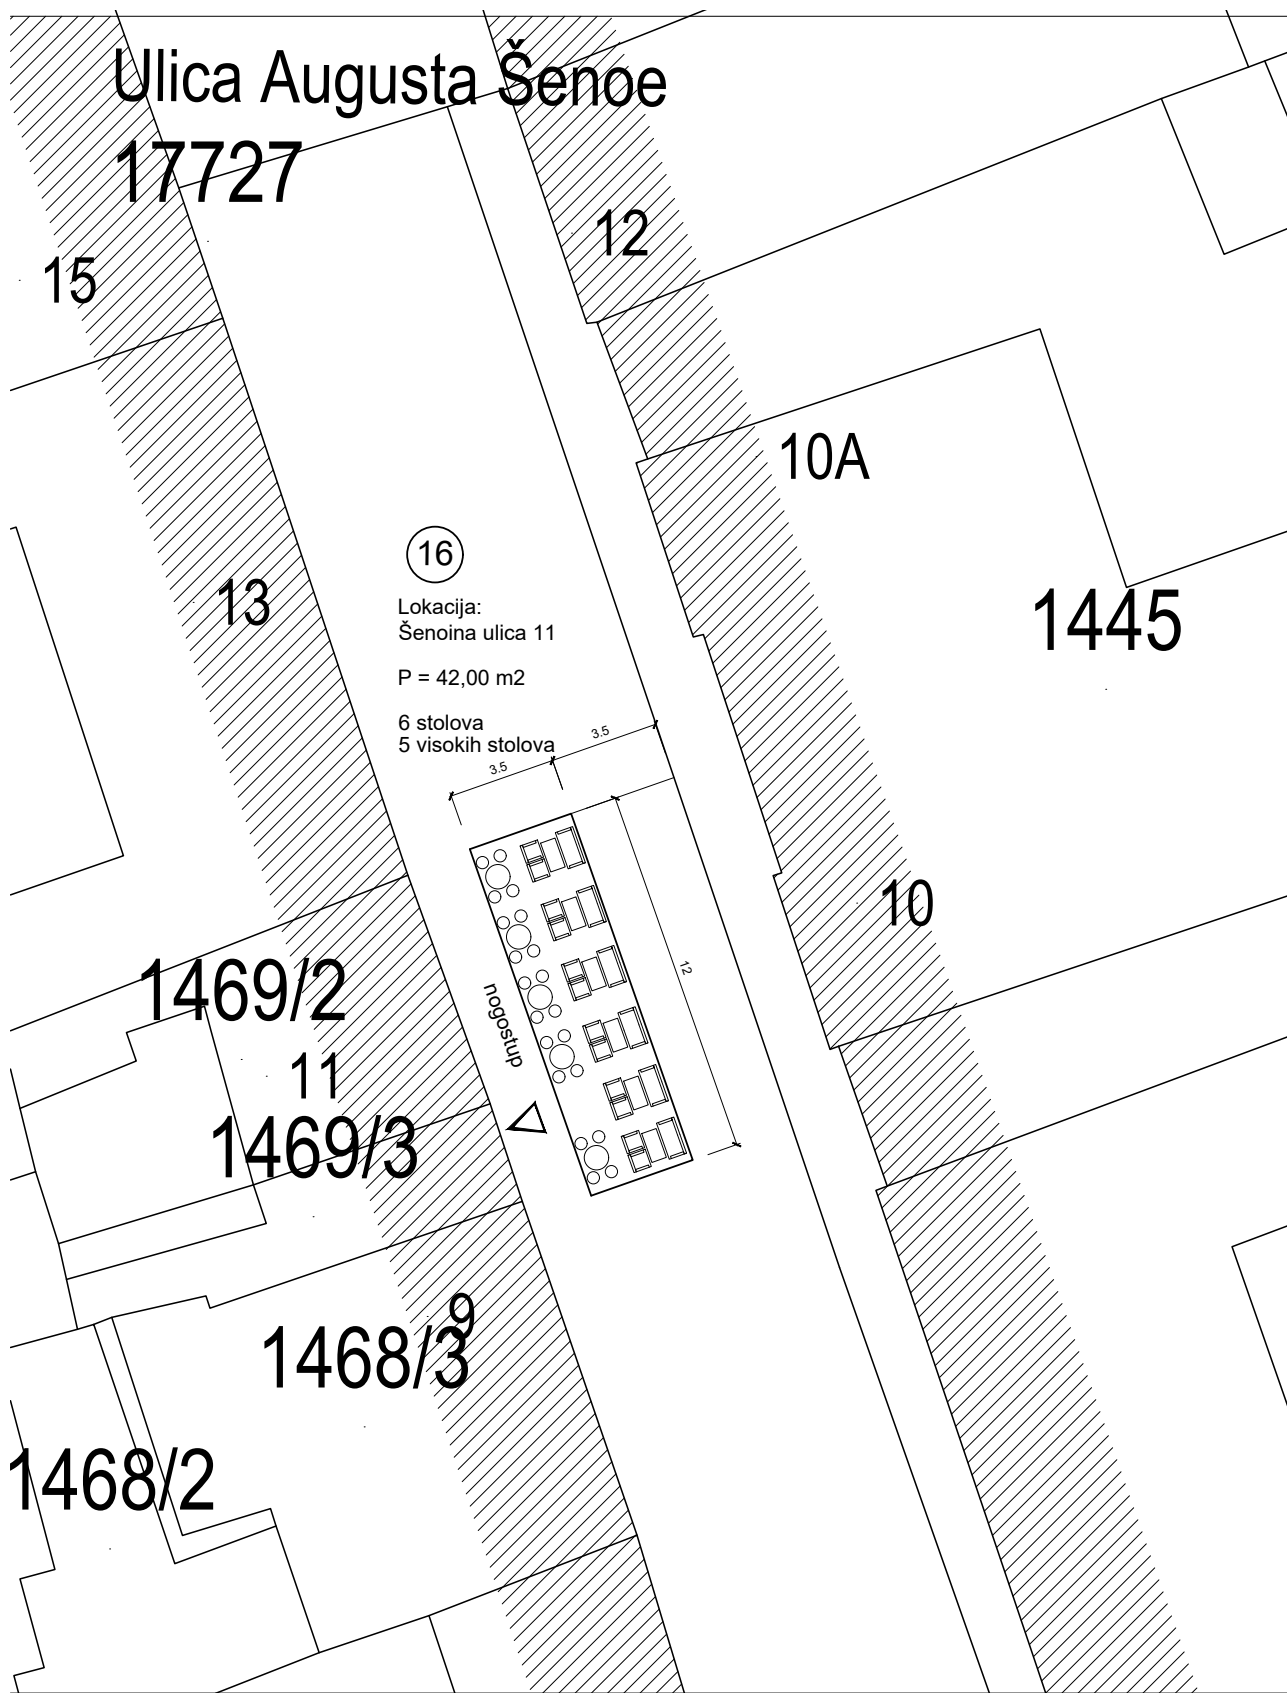 Ulica Augusta Šenoe
17727
12
15
10A
16
13
Lokacija:
Šenoina ulica 11
1445
P = 42,00 m2
6 stolova
5 visokih stolova
3.5
3.5
10
12
1469/2
nogostup
11
1469/3
9
1468/3
1468/2